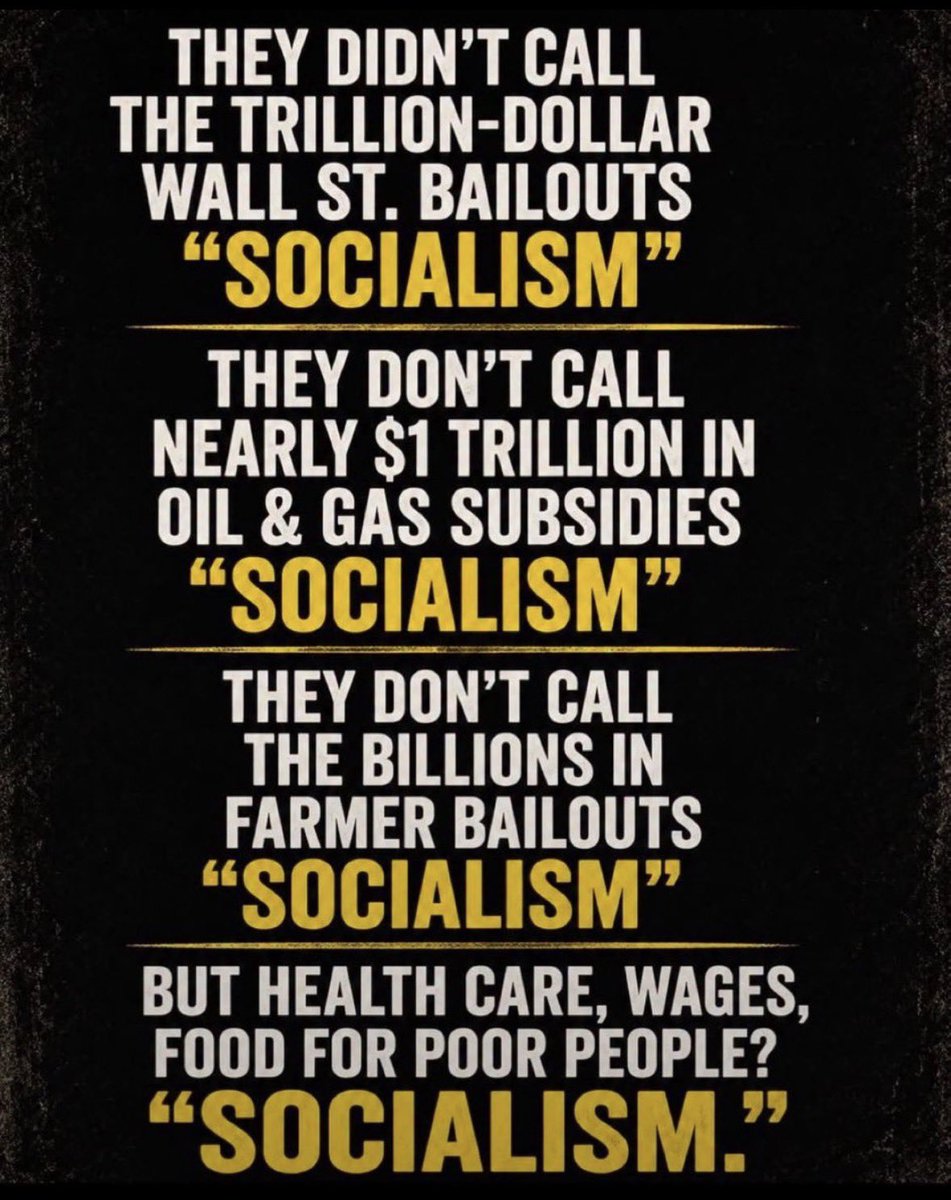 THEY DIDN’T CALL
THE TRILLION-DOLLAR
WALL ST. BAILOUTS
“SOCIALISM”
THEY DON’T CALL
NEARLY $1 TRILLION IN
OIL & GAS SUBSIDIES
“SOCIALISM”
THEY DON’T CALL
THE BILLIONS IN
FARMER BAILOUTS
“SOCIALISM”
BUT HEALTH CARE, WAGES,
FOOD FOR POOR PEOPLE?
“SOCIALISM.”